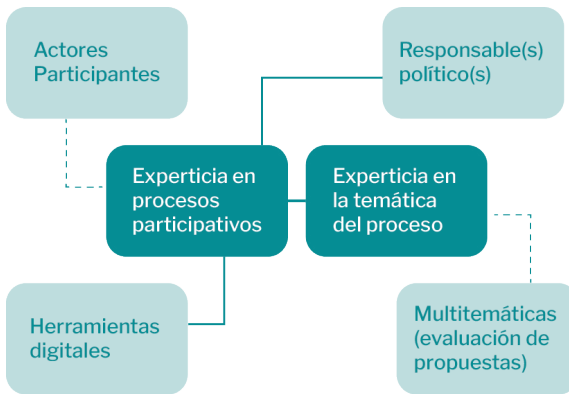 Actores
Participantes
Responsable(s)
político(s)
Experticia en
procesos
participativos
Experticia en
la temática
del proceso
Herramientas
digitales
Multitemáticas
(evaluación de
propuestas)